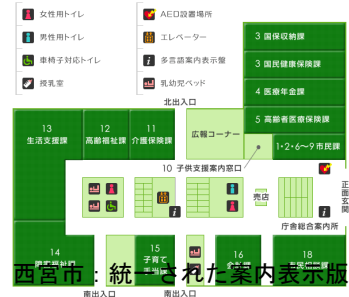 女性用トイレ
男性用トイレ
車椅子対応トイレ
授乳室
AED設置場所
エレベーター
多言語案内表示盤
乳幼児ベッド
北出入口
3 国保収納課
3 国民健康保険課
4 医療年金課
5 高齢者医療保険課
1・2・6～9 市民課
13
生活支援課
12
高齢福祉課
11
介護保険課
広報コーナー
10 子供支援案内窓口
売店
正面玄関
庁舎総合案内所
14
15
子育て
手当課
16
18
西宮市：統一された案内表示版
南出入口
南出入口